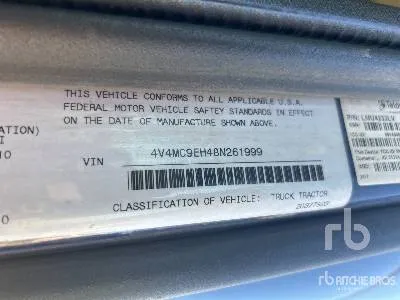 THIS VEHICLE CONFORMS TO ALL APPLICABLE U.S.A.
FEDERAL MOTOR VEHICLE SAFTEY STANDARDS IN EFFECT
ON THE DATE OF MANUFACTURE SHOWN ABOVE.
ATION)
VIN 4V4MC9EH48N261999
CLASSIFICATION OF VEHICLE: TRUCK TRACTOR
rb
rb RITCHIE BROS.